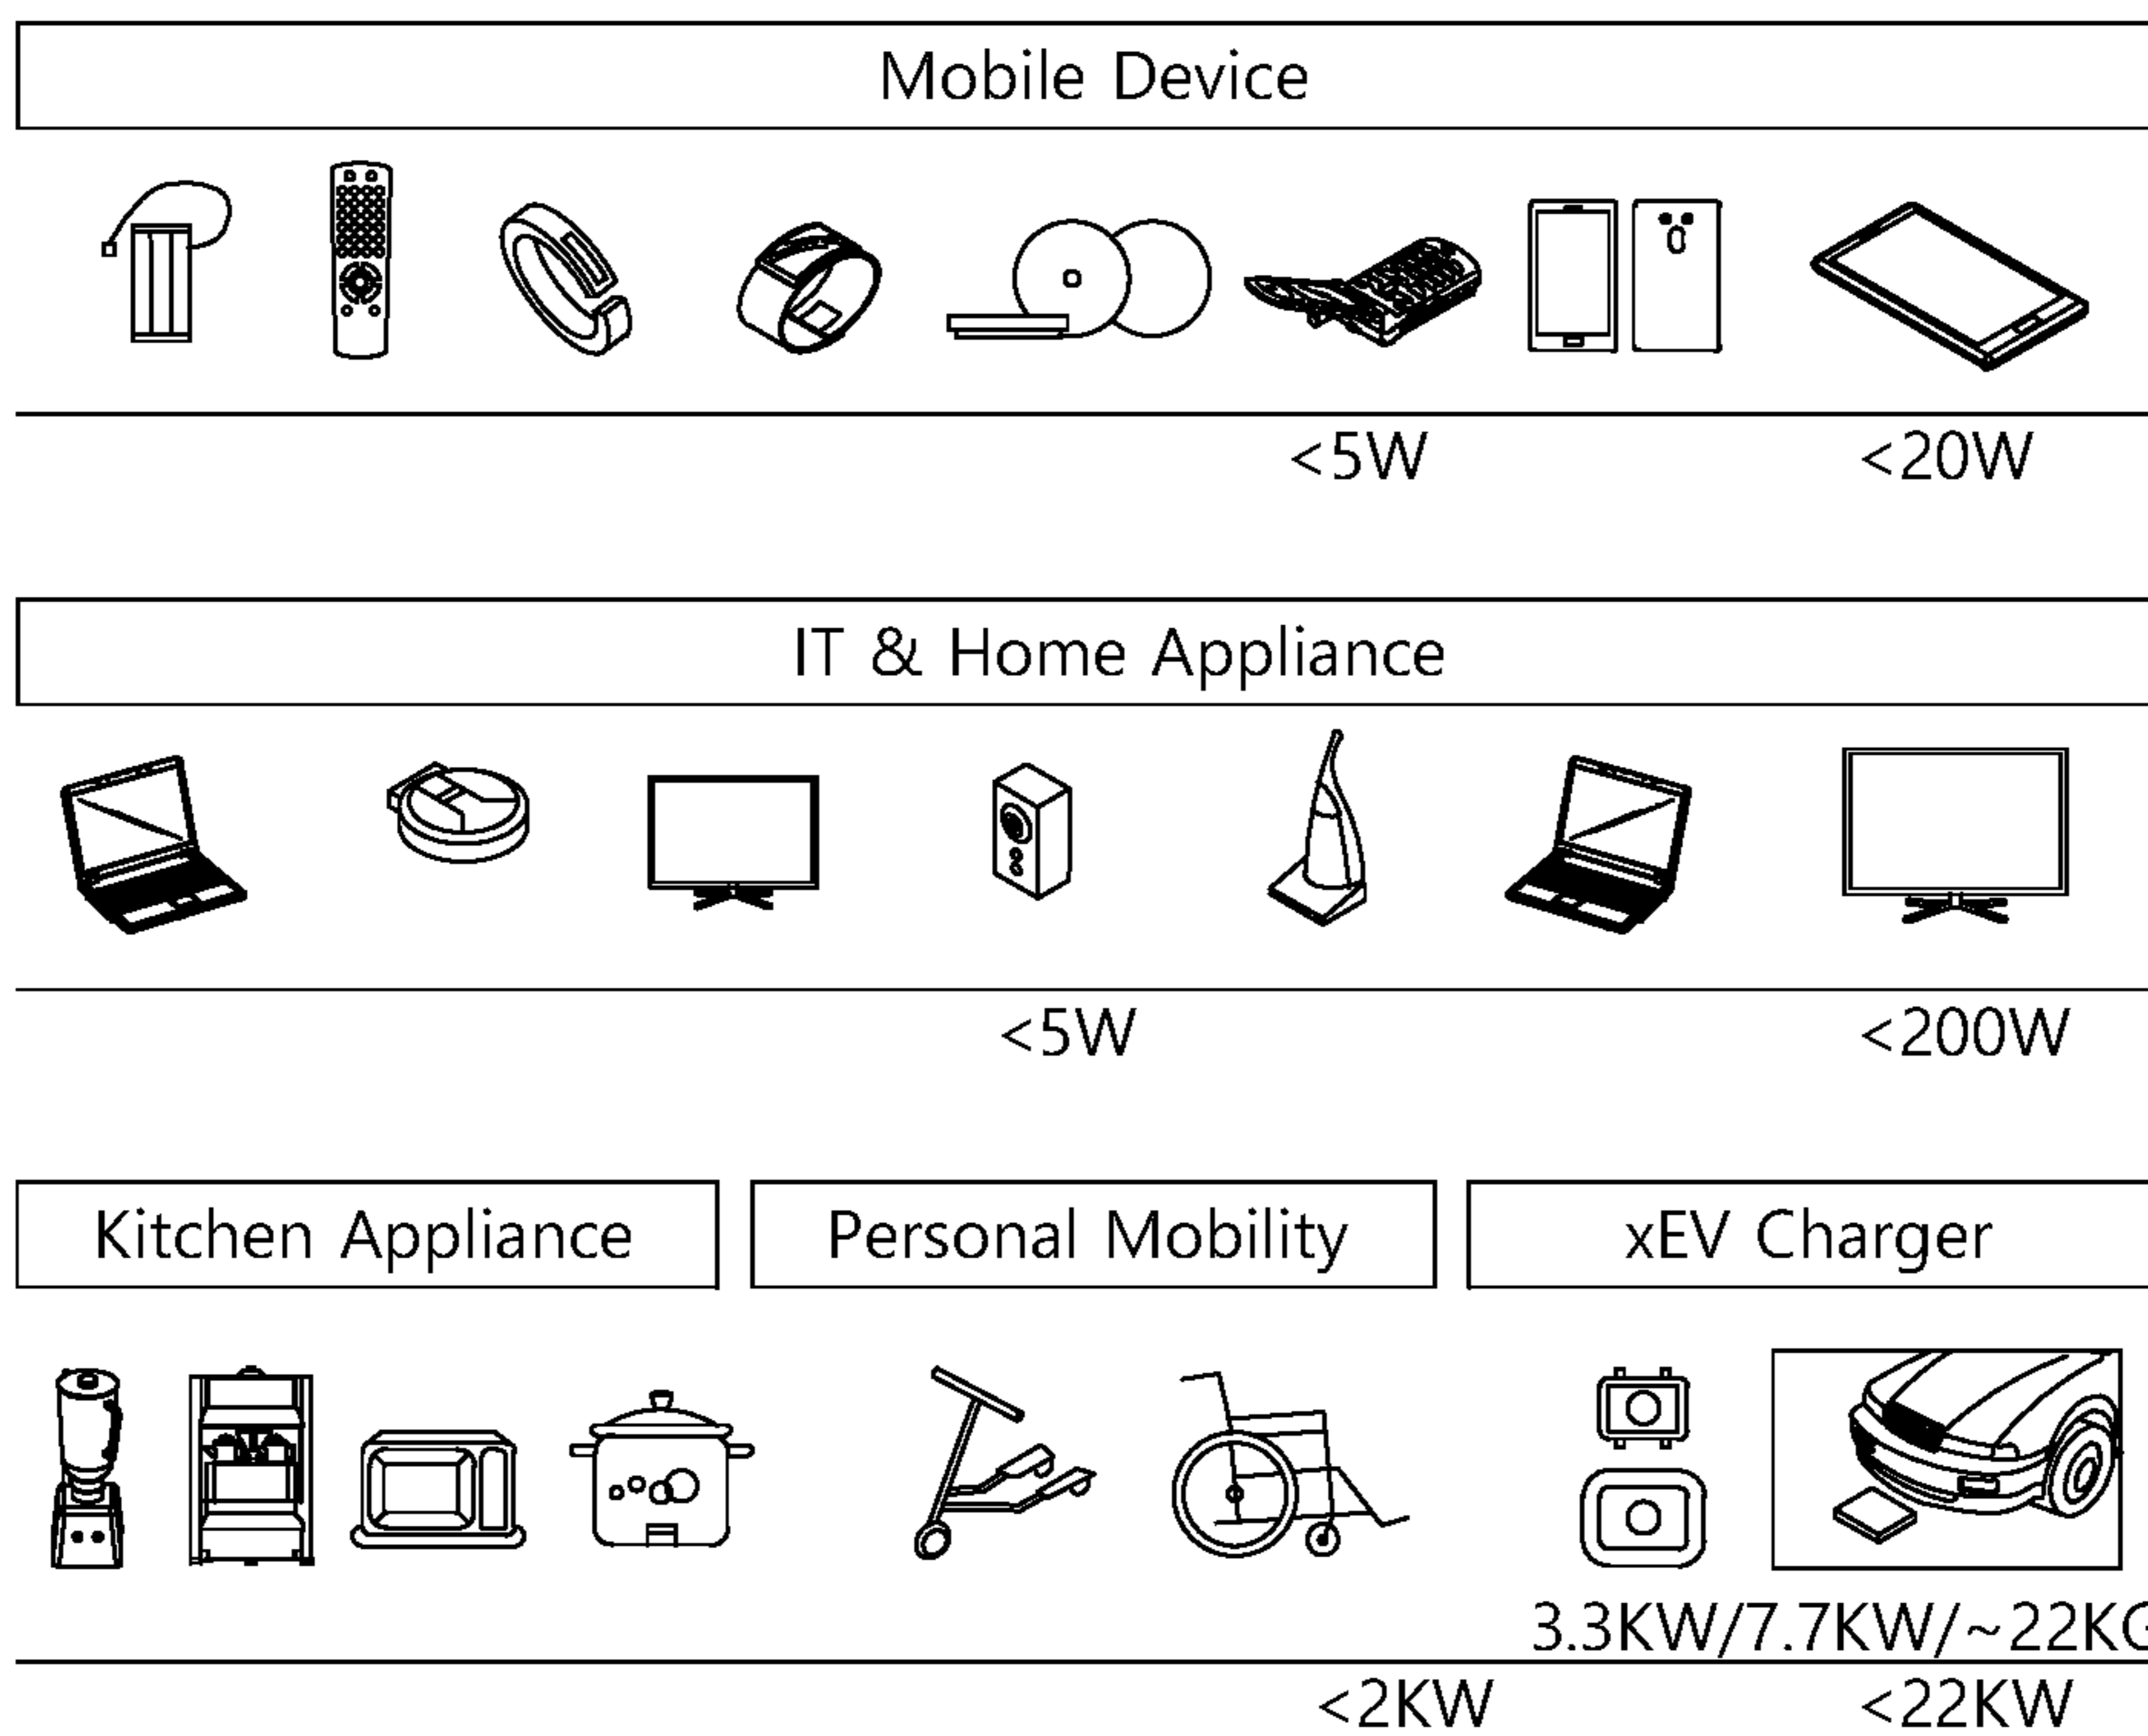 Mobile Device
<5W <20W
IT & Home Appliance
<5W <200W
Kitchen Appliance Personal Mobility xEV Charger
3.3KW/7.7KW/~22KG
<2KW <22KW